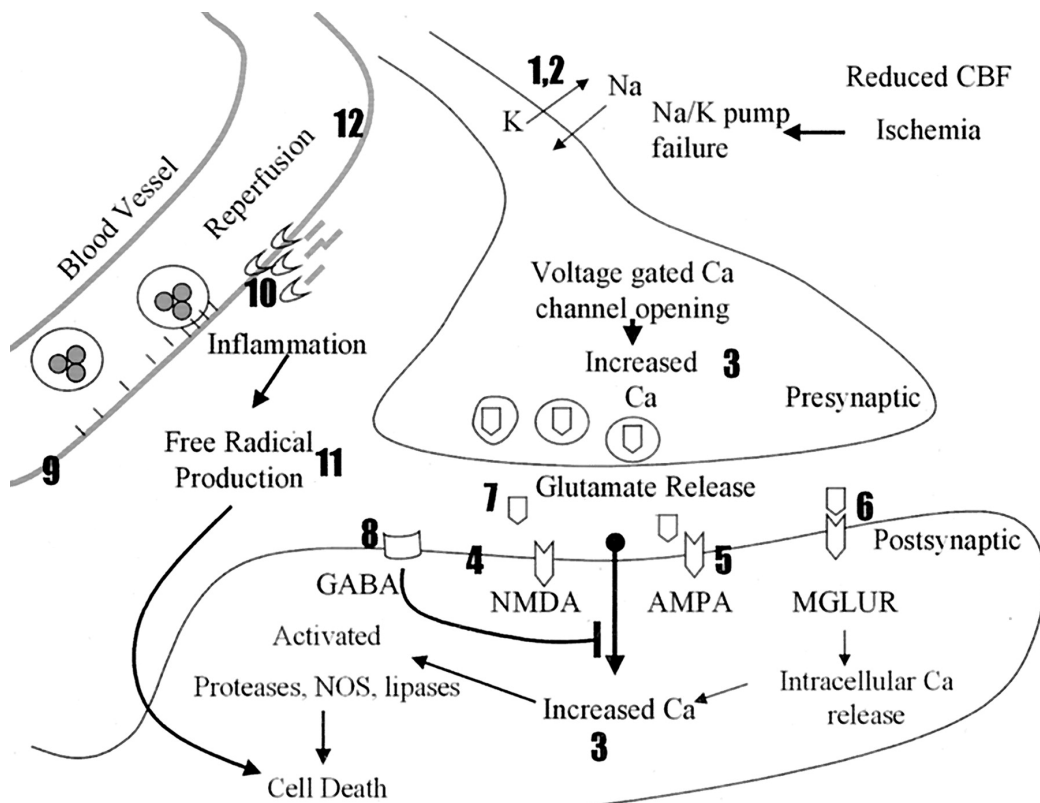 1,2
Na
K
Na/K pump
failure
Reduced CBF
Ischemia
12
Blood Vessel
Reperfusion
10
Inflammation
Free Radical
Production
11
9
Voltage gated Ca
channel opening
Increased
Ca
3
Presynaptic
7
Glutamate Release
6
Postsynaptic
8
GABA
4
NMDA
5
AMPA
MGLUR
Activated
Proteases, NOS, lipases
Increased Ca
3
Intracellular Ca
release
Cell Death